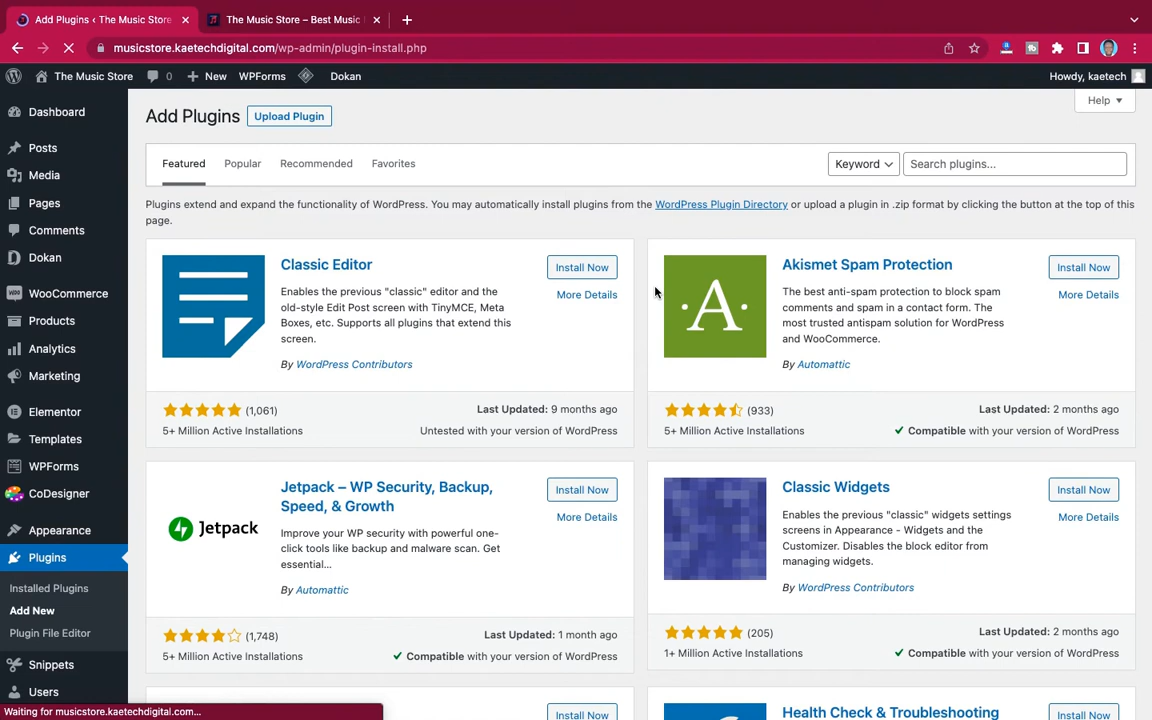 Add Plugins ‹ The Music Store
The Music Store – Best Music
musicstore.kaetechdigital.com/wp-admin/plugin-install.php
The Music Store
0
New
WPForms
Dokan
Howdy, kaetech
Dashboard
Posts
Media
Pages
Comments
Dokan
WooCommerce
Products
Analytics
Marketing
Elementor
Templates
WPForms
CoDesigner
Appearance
Plugins
Installed Plugins
Add New
Plugin File Editor
Snippets
Users
Waiting for musicstore.kaetechdigital.com...
Add Plugins
Upload Plugin
Help
Featured
Popular
Recommended
Favorites
Keyword
Search plugins...
Plugins extend and expand the functionality of WordPress. You may automatically install plugins from the WordPress Plugin Directory or upload a plugin in .zip format by clicking the button at the top of this
page.
Classic Editor
Install Now
More Details
Enables the previous "classic" editor and the
old-style Edit Post screen with TinyMCE, Meta
Boxes, etc. Supports all plugins that extend this
screen.
By WordPress Contributors
(1,061)
5+ Million Active Installations
Last Updated: 9 months ago
Untested with your version of WordPress
A
Akismet Spam Protection
Install Now
More Details
The best anti-spam protection to block spam
comments and spam in a contact form. The
most trusted antispam solution for WordPress
and WooCommerce.
By Automattic
(933)
5+ Million Active Installations
Last Updated: 2 months ago
Compatible with your version of WordPress
Jetpack
Jetpack – WP Security, Backup,
Speed, & Growth
Install Now
More Details
Improve your WP security with powerful one-
click tools like backup and malware scan. Get
essential...
By Automattic
(1,748)
5+ Million Active Installations
Last Updated: 1 month ago
Compatible with your version of WordPress
Classic Widgets
Install Now
More Details
Enables the previous "classic" widgets settings
screens in Appearance - Widgets and the
Customizer. Disables the block editor from
managing widgets.
By WordPress Contributors
(205)
1+ Million Active Installations
Last Updated: 2 months ago
Compatible with your version of WordPress
Install Now
Health Check & Troubleshooting
Install Now